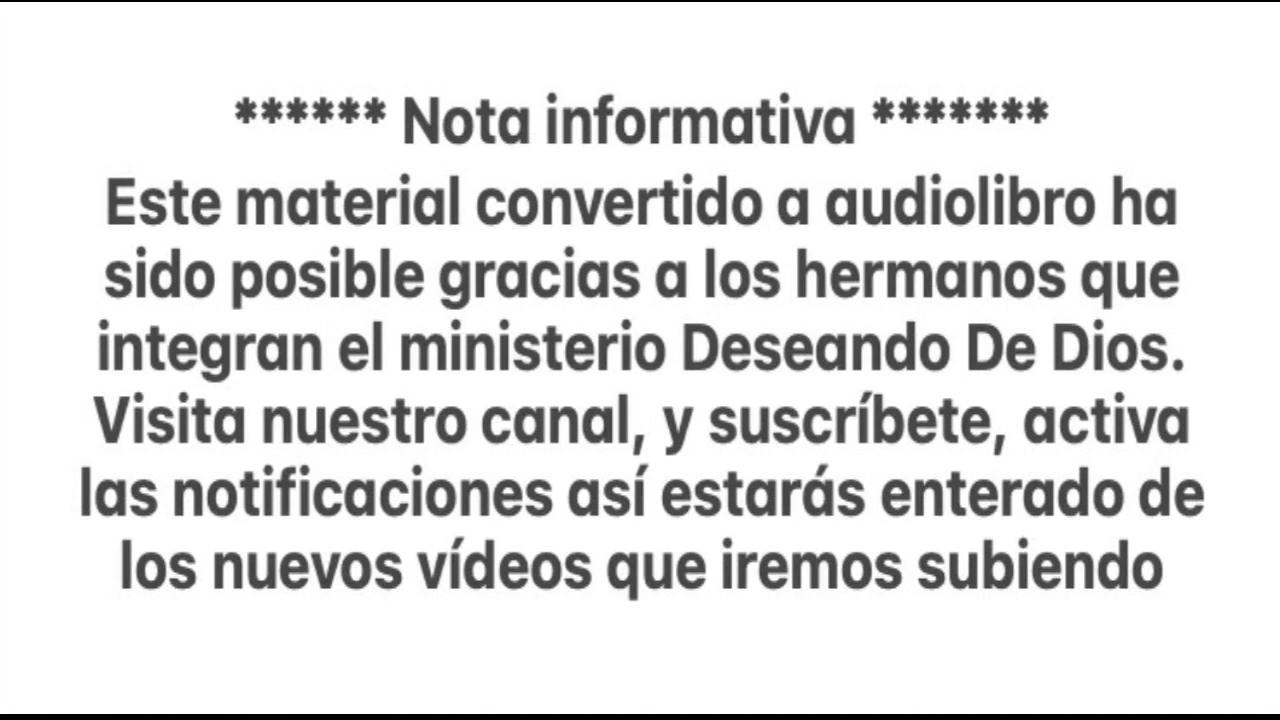 ****** Nota informativa *******
Este material convertido a audiolibro ha
sido posible gracias a los hermanos que
integran el ministerio Deseando De Dios.
Visita nuestro canal, y suscríbete, activa
las notificaciones así estarás enterado de
los nuevos vídeos que iremos subiendo